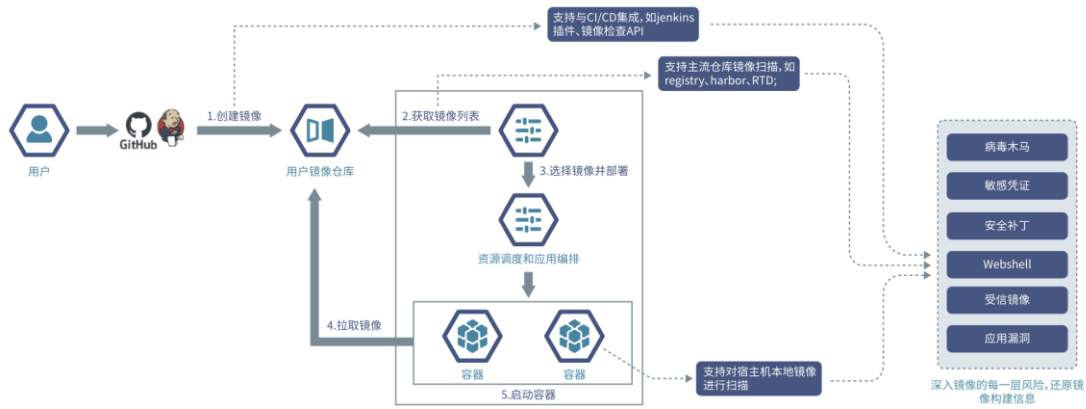 支持与CI/CD集成，如jenkins
插件、镜像检查API
支持主流仓库镜像扫描，如
registry、harbor、RTD;
1.创建镜像
2.获取镜像列表
GitHub
用户
用户镜像仓库
3.选择镜像并部署
资源调度和应用编排
4.拉取镜像
容器
容器
5.启动容器
支持对宿主机本地镜像
进行扫描
病毒木马
敏感凭证
安全补丁
Webshell
受信镜像
应用漏洞
深入镜像的每一层风险，还原镜
像构建信息